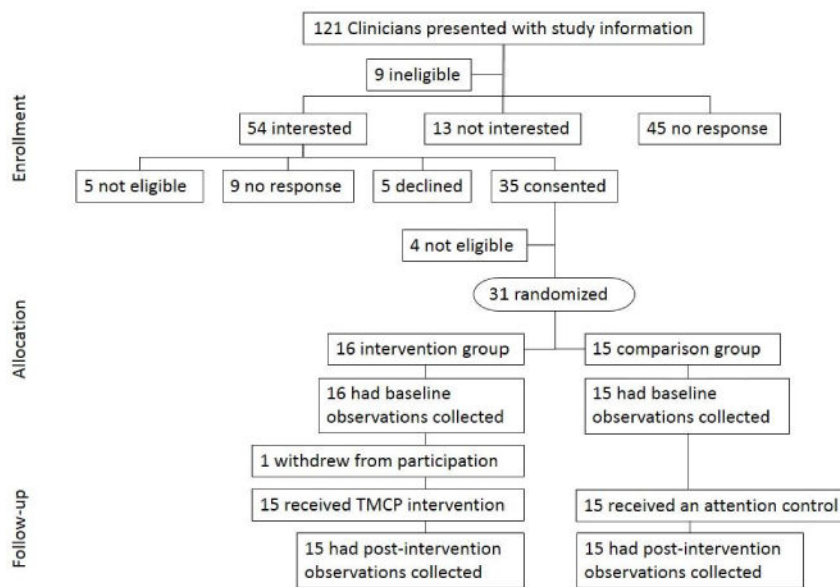 121 Clinicians presented with study information
9 ineligible
Enrollment
54 interested
13 not interested
45 no response
5 not eligible
9 no response
5 declined
35 consented
4 not eligible
31 randomized
Allocation
16 intervention group
15 comparison group
16 had baseline
observations collected
15 had baseline
observations collected
1 withdrew from participation
Follow-up
15 received TMCP intervention
15 received an attention control
15 had post-intervention
observations collected
15 had post-intervention
observations collected